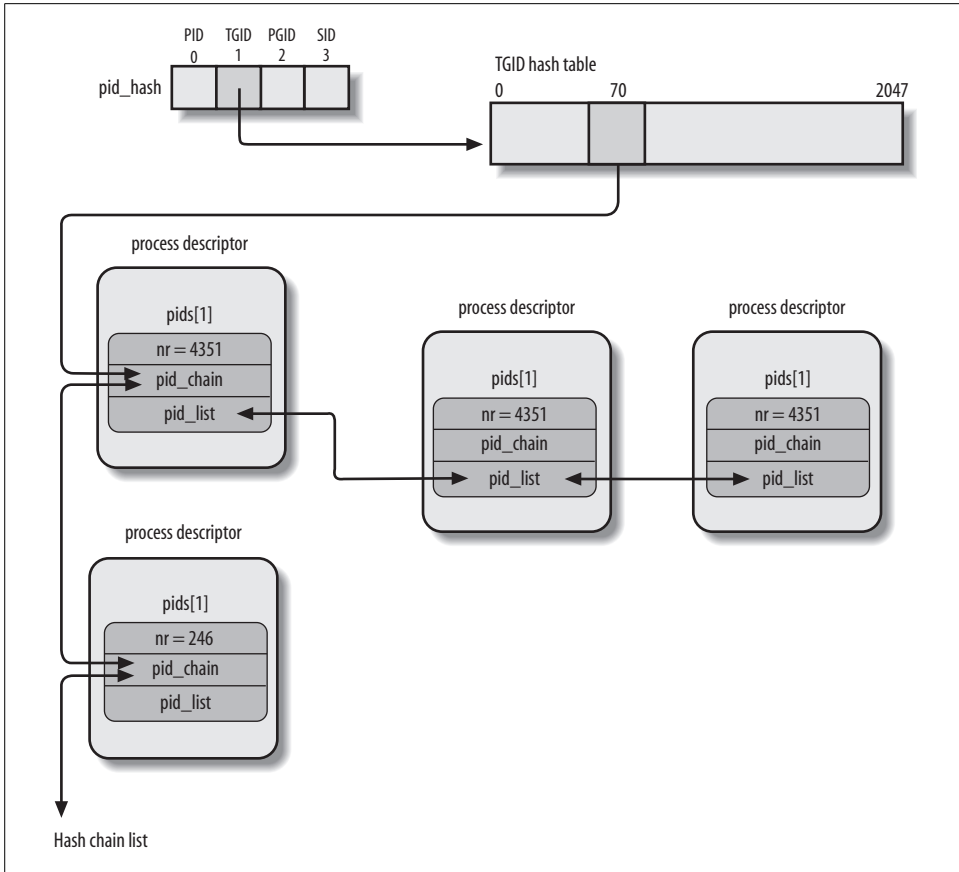 PID TGID PGID SID
0 1 2 3
pid_hash
TGID hash table
0 70 2047
process descriptor
pids[1]
nr = 4351
pid_chain
pid_list
process descriptor
pids[1]
nr = 4351
pid_chain
pid_list
process descriptor
pids[1]
nr = 4351
pid_chain
pid_list
process descriptor
pids[1]
nr = 246
pid_chain
pid_list
Hash chain list